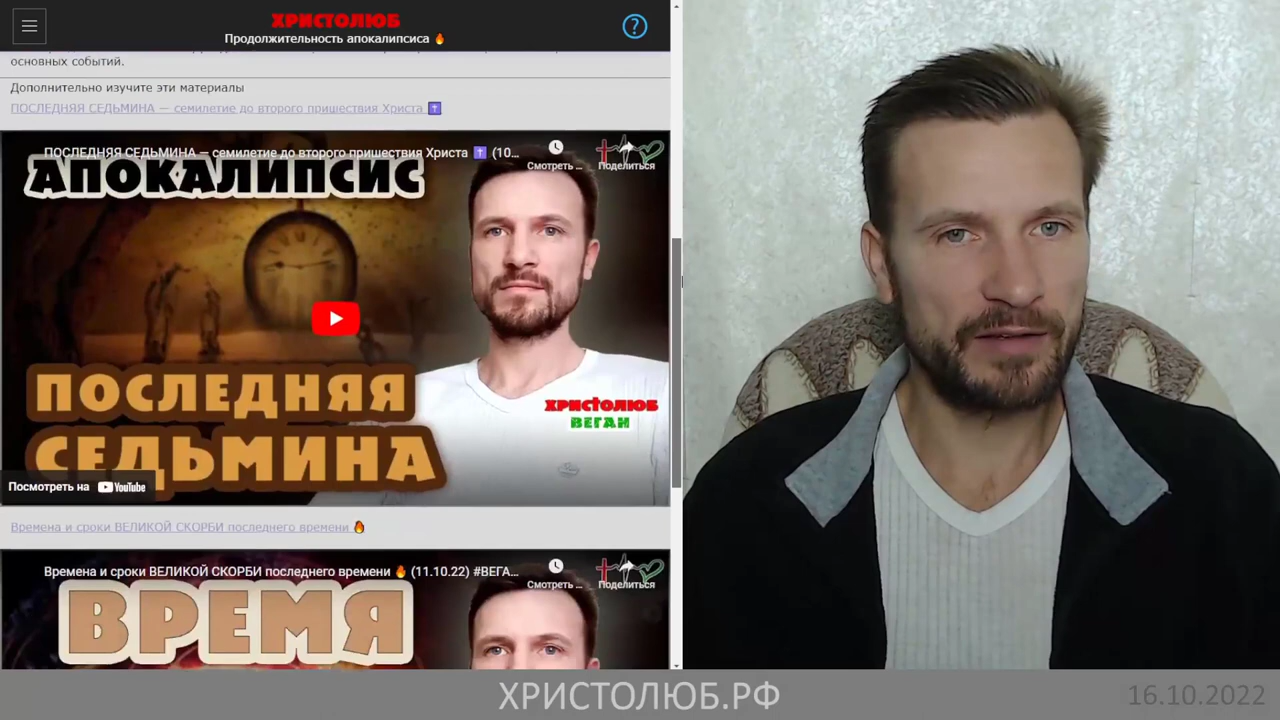 ХРИСТОЛЮБ
Продолжительность апокалипсиса
основных событий.
Дополнительно изучите эти материалы
ПОСЛЕДНЯЯ СЕДЬМИНА — семилетие до второго пришествия Христа
ПОСЛЕДНЯЯ СЕДЬМИНА — семилетие до второго пришествия Христа (10...
Смотреть ...
Поделиться
АПОКАЛИПСИС
ПОСЛЕДНЯЯ
СЕДЬМИНА
ХРИСТОЛЮБ
ВЕГАН
Посмотреть на YouTube
Времена и сроки ВЕЛИКОЙ СКОРБИ последнего времени
Времена и сроки ВЕЛИКОЙ СКОРБИ последнего времени (11.10.22) #ВЕГА...
Смотреть ...
Поделиться
ВРЕМЯ
ХРИСТОЛЮБ.РФ
16.10.2022